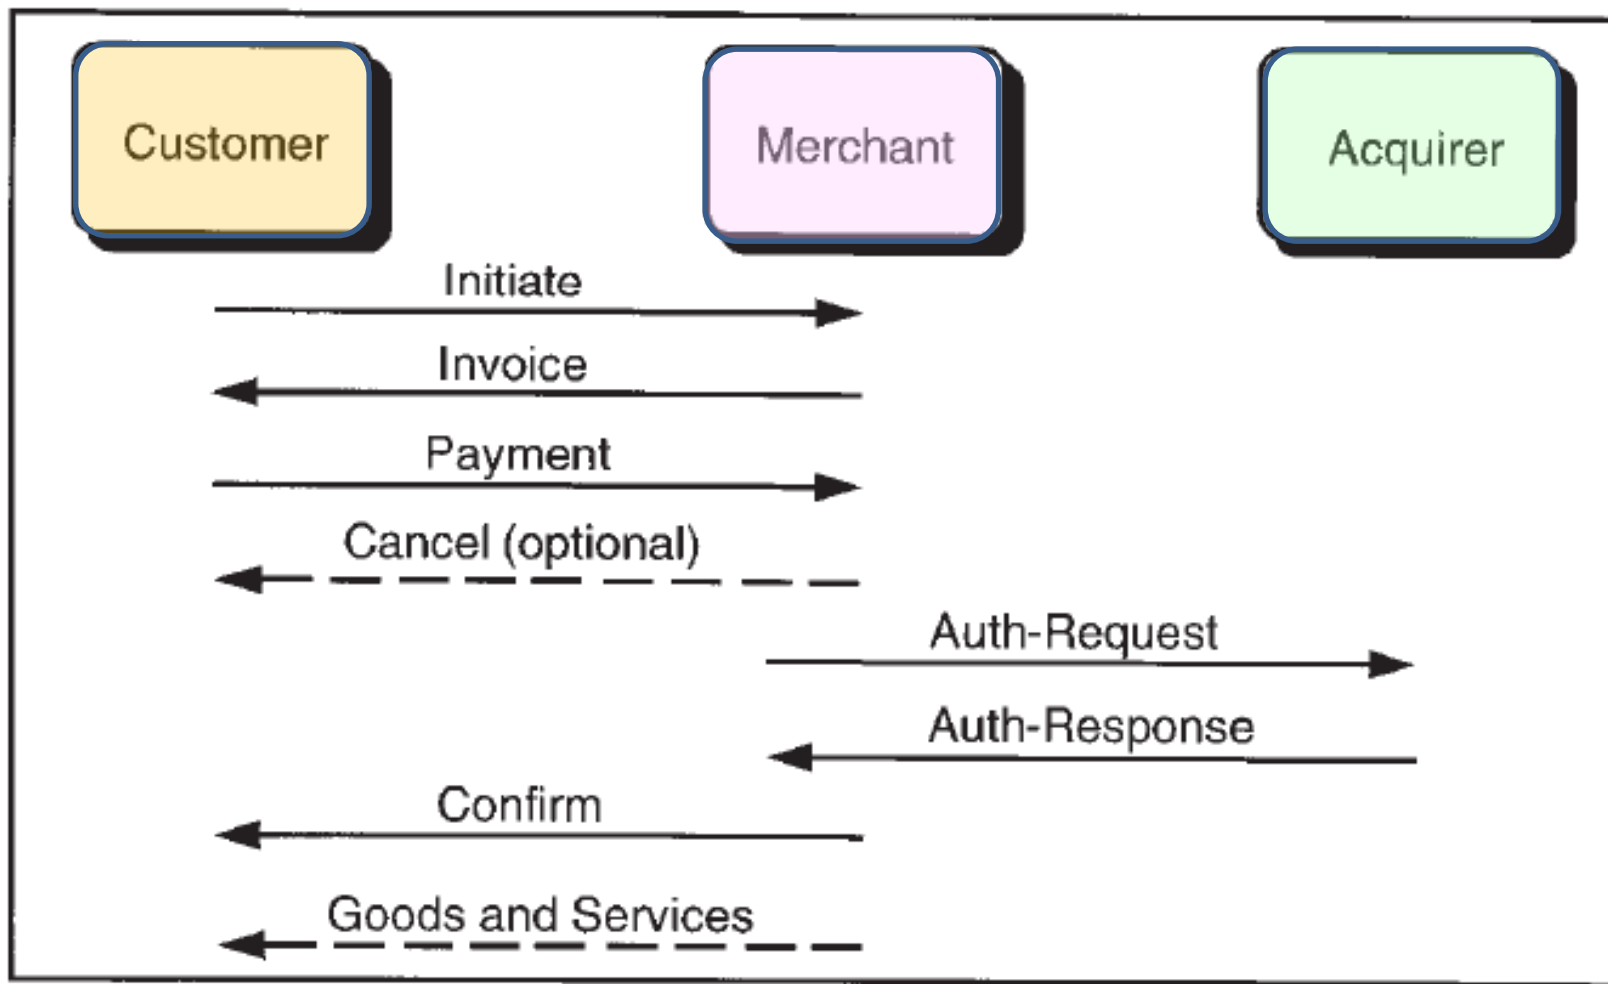 Customer
Merchant
Acquirer
Initiate
Invoice
Payment
Cancel (optional)
Auth-Request
Auth-Response
Confirm
Goods and Services